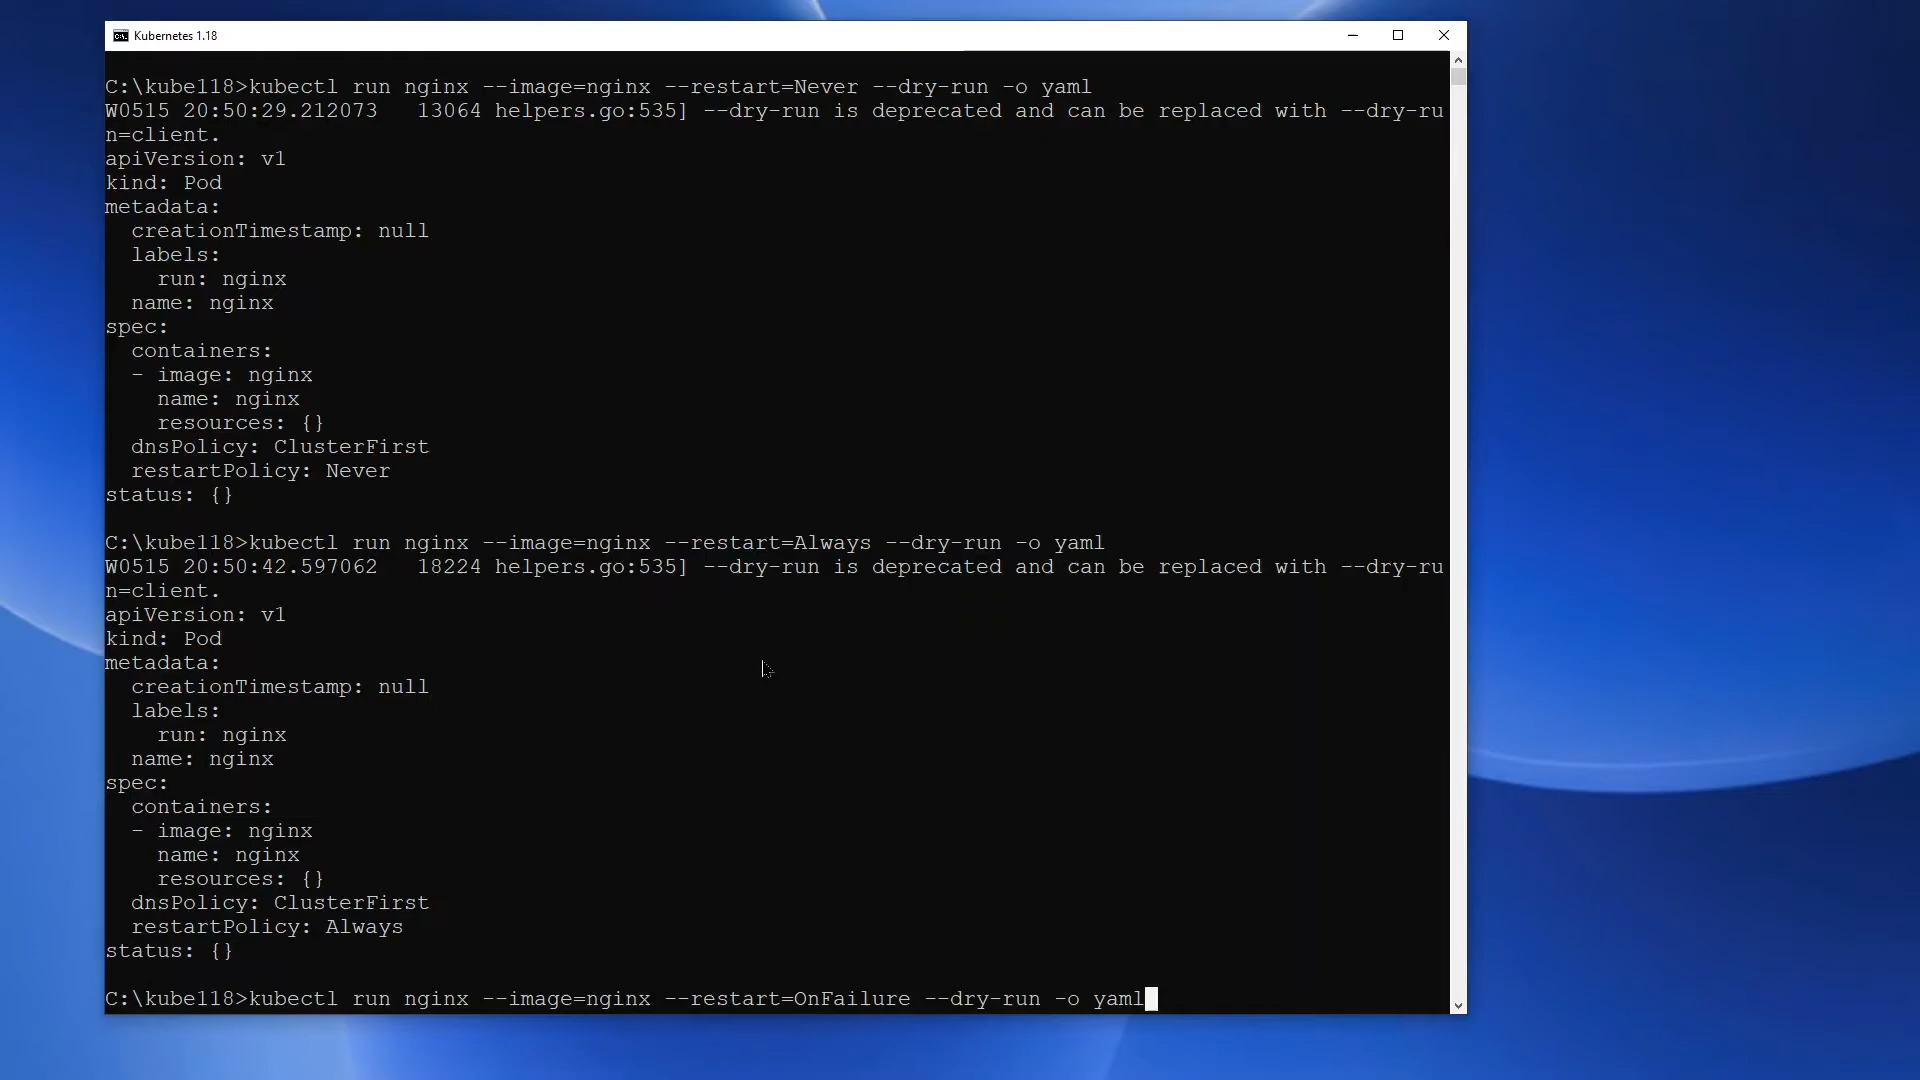 Kubernetes 1.18
C:\kube118>kubectl run nginx --image=nginx --restart=Never --dry-run -o yaml
W0515 20:50:29.212073   13064 helpers.go:535] --dry-run is deprecated and can be replaced with --dry-ru
n=client.
apiVersion: v1
kind: Pod
metadata:
  creationTimestamp: null
  labels:
    run: nginx
  name: nginx
spec:
  containers:
  - image: nginx
    name: nginx
    resources: {}
  dnsPolicy: ClusterFirst
  restartPolicy: Never
status: {}
C:\kube118>kubectl run nginx --image=nginx --restart=Always --dry-run -o yaml
W0515 20:50:42.597062   18224 helpers.go:535] --dry-run is deprecated and can be replaced with --dry-ru
n=client.
apiVersion: v1
kind: Pod
metadata:
  creationTimestamp: null
  labels:
    run: nginx
  name: nginx
spec:
  containers:
  - image: nginx
    name: nginx
    resources: {}
  dnsPolicy: ClusterFirst
  restartPolicy: Always
status: {}
C:\kube118>kubectl run nginx --image=nginx --restart=OnFailure --dry-run -o yaml